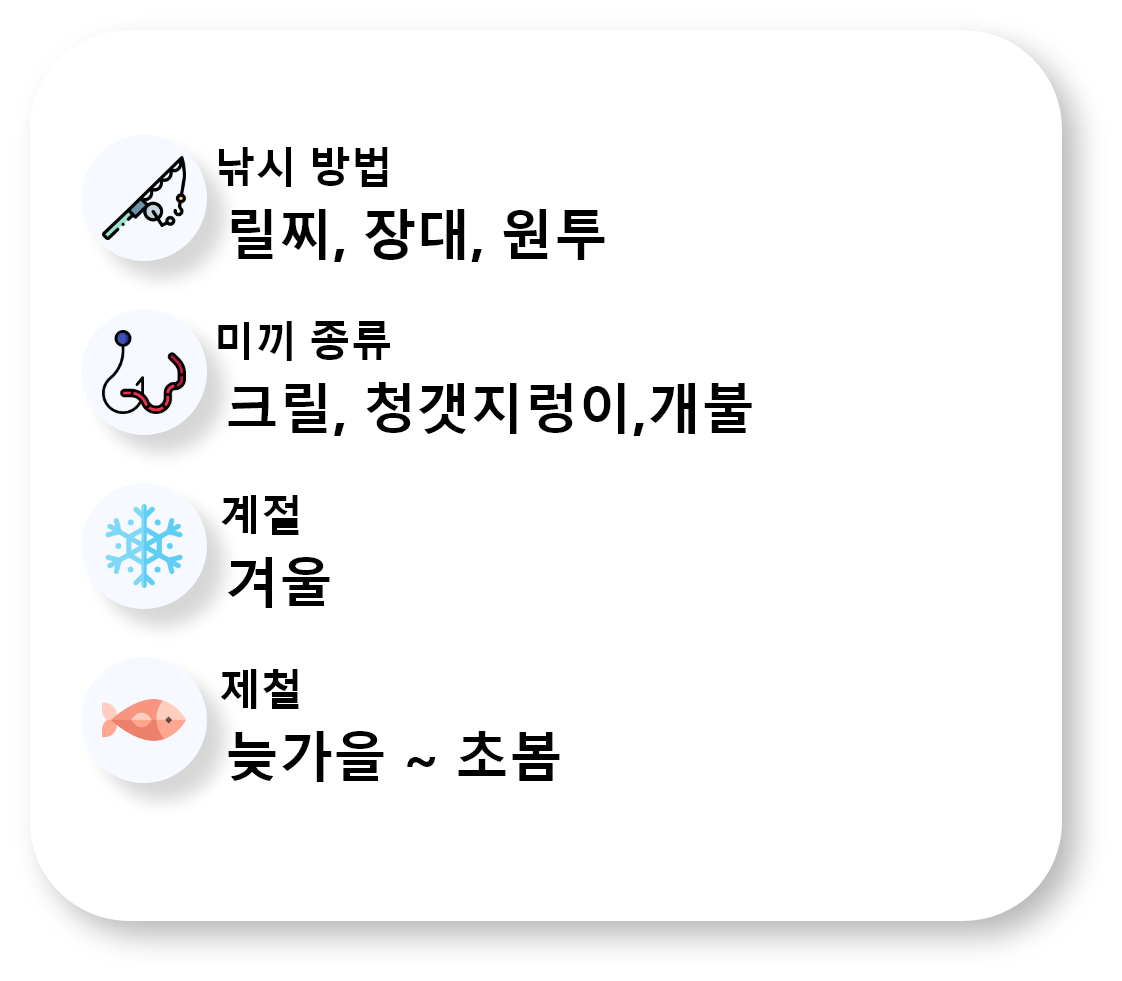 낚시 방법
릴찌, 장대, 원투
미끼 종류
크릴, 청갯지렁이,개불
계절
겨울
제철
늦가을 ~ 초봄